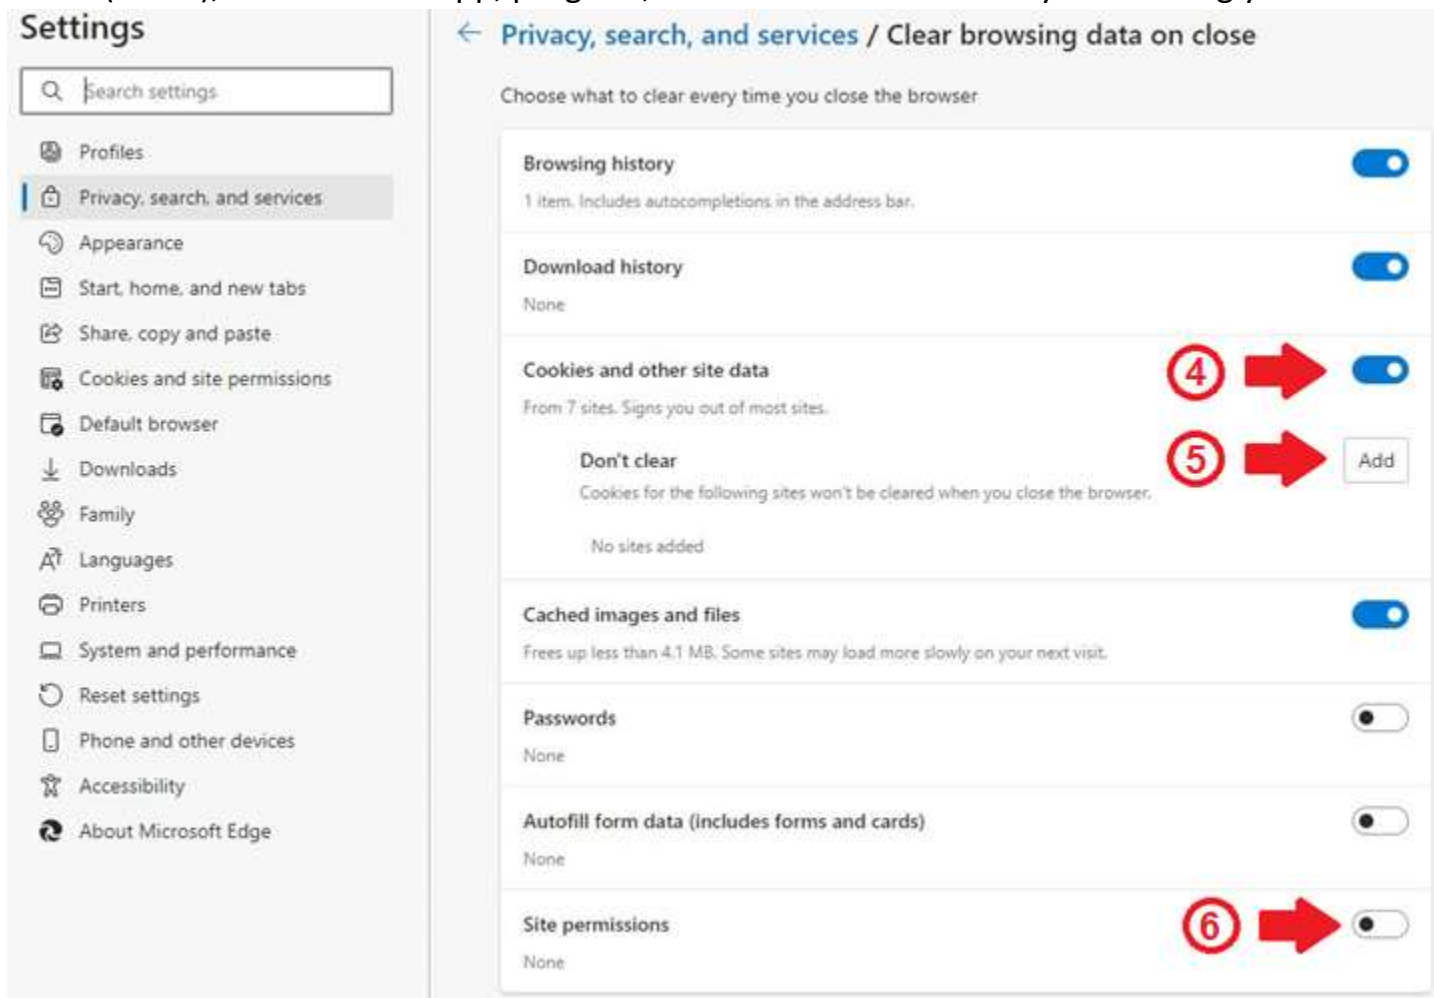 Settings
Search settings
Profiles
Privacy, search, and services
Appearance
Start, home, and new tabs
Share, copy and paste
Cookies and site permissions
Default browser
Downloads
Family
Languages
Printers
System and performance
Reset settings
Phone and other devices
Accessibility
About Microsoft Edge
Privacy, search, and services / Clear browsing data on close
Choose what to clear every time you close the browser
Browsing history
1 item. Includes autocompletions in the address bar.
Download history
None
Cookies and other site data
4
From 7 sites. Signs you out of most sites.
Don't clear
5
Add
Cookies for the following sites won't be cleared when you close the browser.
No sites added
Cached images and files
Frees up less than 4.1 MB. Some sites may load more slowly on your next visit.
Passwords
None
Autofill form data (includes forms and cards)
None
Site permissions
6
None